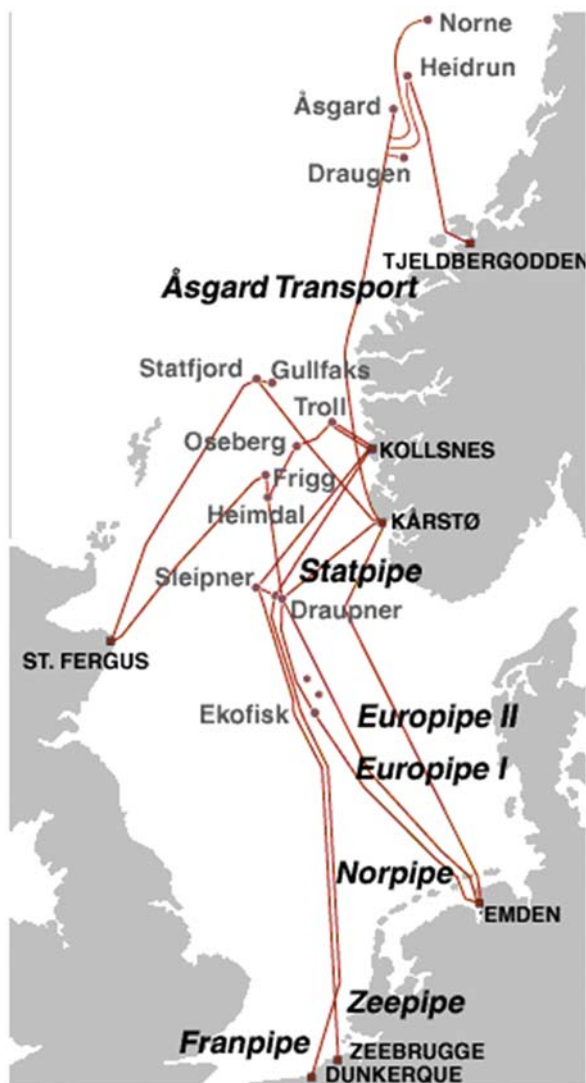 Norne
Heidrun
Åsgard
Draugen
TJELDBERGODDEN
Åsgard Transport
Statfjord
Gullfaks
Troll
Oseberg
KOLLSNES
Frigg
Heimdal
KÅRSTØ
Sleipner
Statpipe
Draupner
ST. FERGUS
Ekofisk
Europipe II
Europipe I
Norpipe
EMDEN
Zeepipe
Franpipe
ZEEBRUGGE
DUNKERQUE